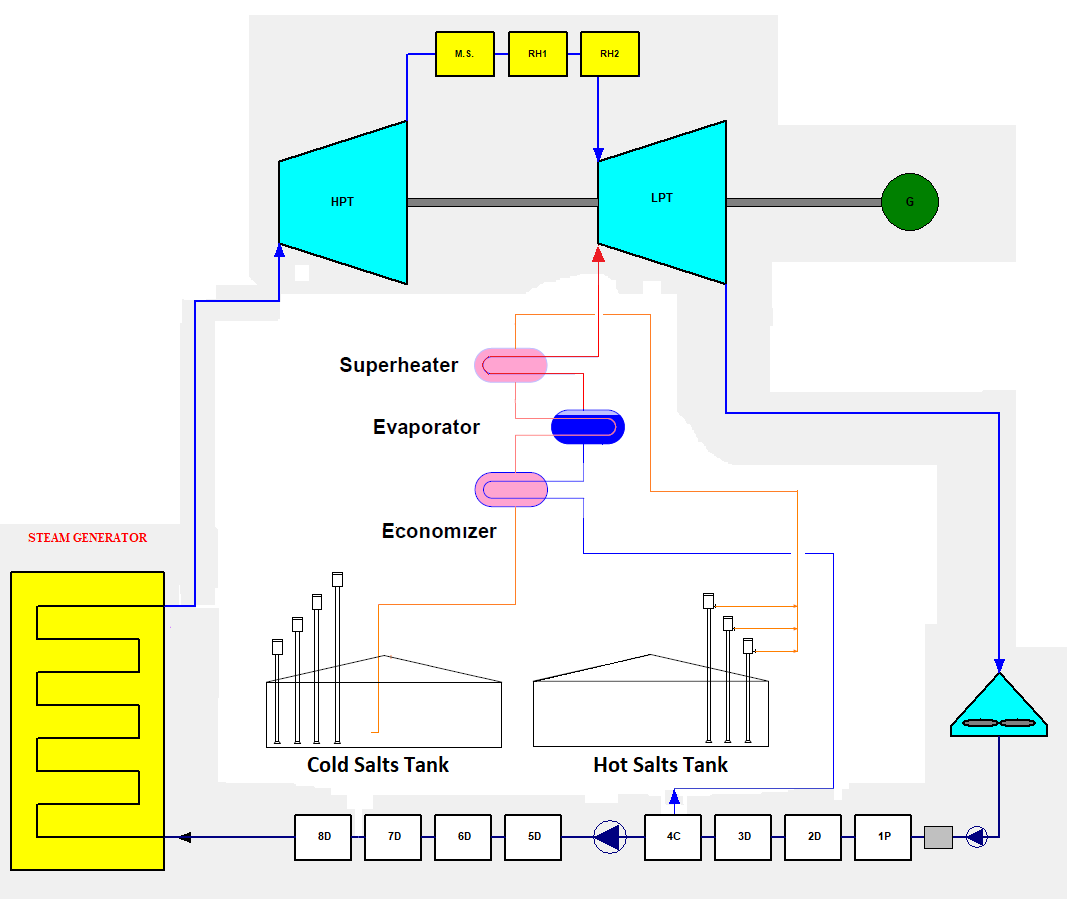 M.S.
RH1
RH2
HPT
LPT
G
Superheater
Evaporator
Economızer
STEAM GENERATOR
Cold Salts Tank
Hot Salts Tank
8D
7D
6D
5D
4C
3D
2D
1P